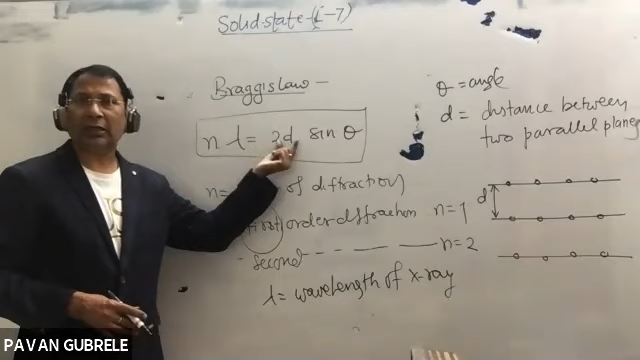 Solid-state-(L-7)
Bragg's law -
n λ = 2d sin θ
n= of diffraction
first order diffraction n=1
Second - - - — — n=2
λ= wavelength of x-ray
θ = angle
d = distance between
two parallel planes
d
PAVAN GUBRELE